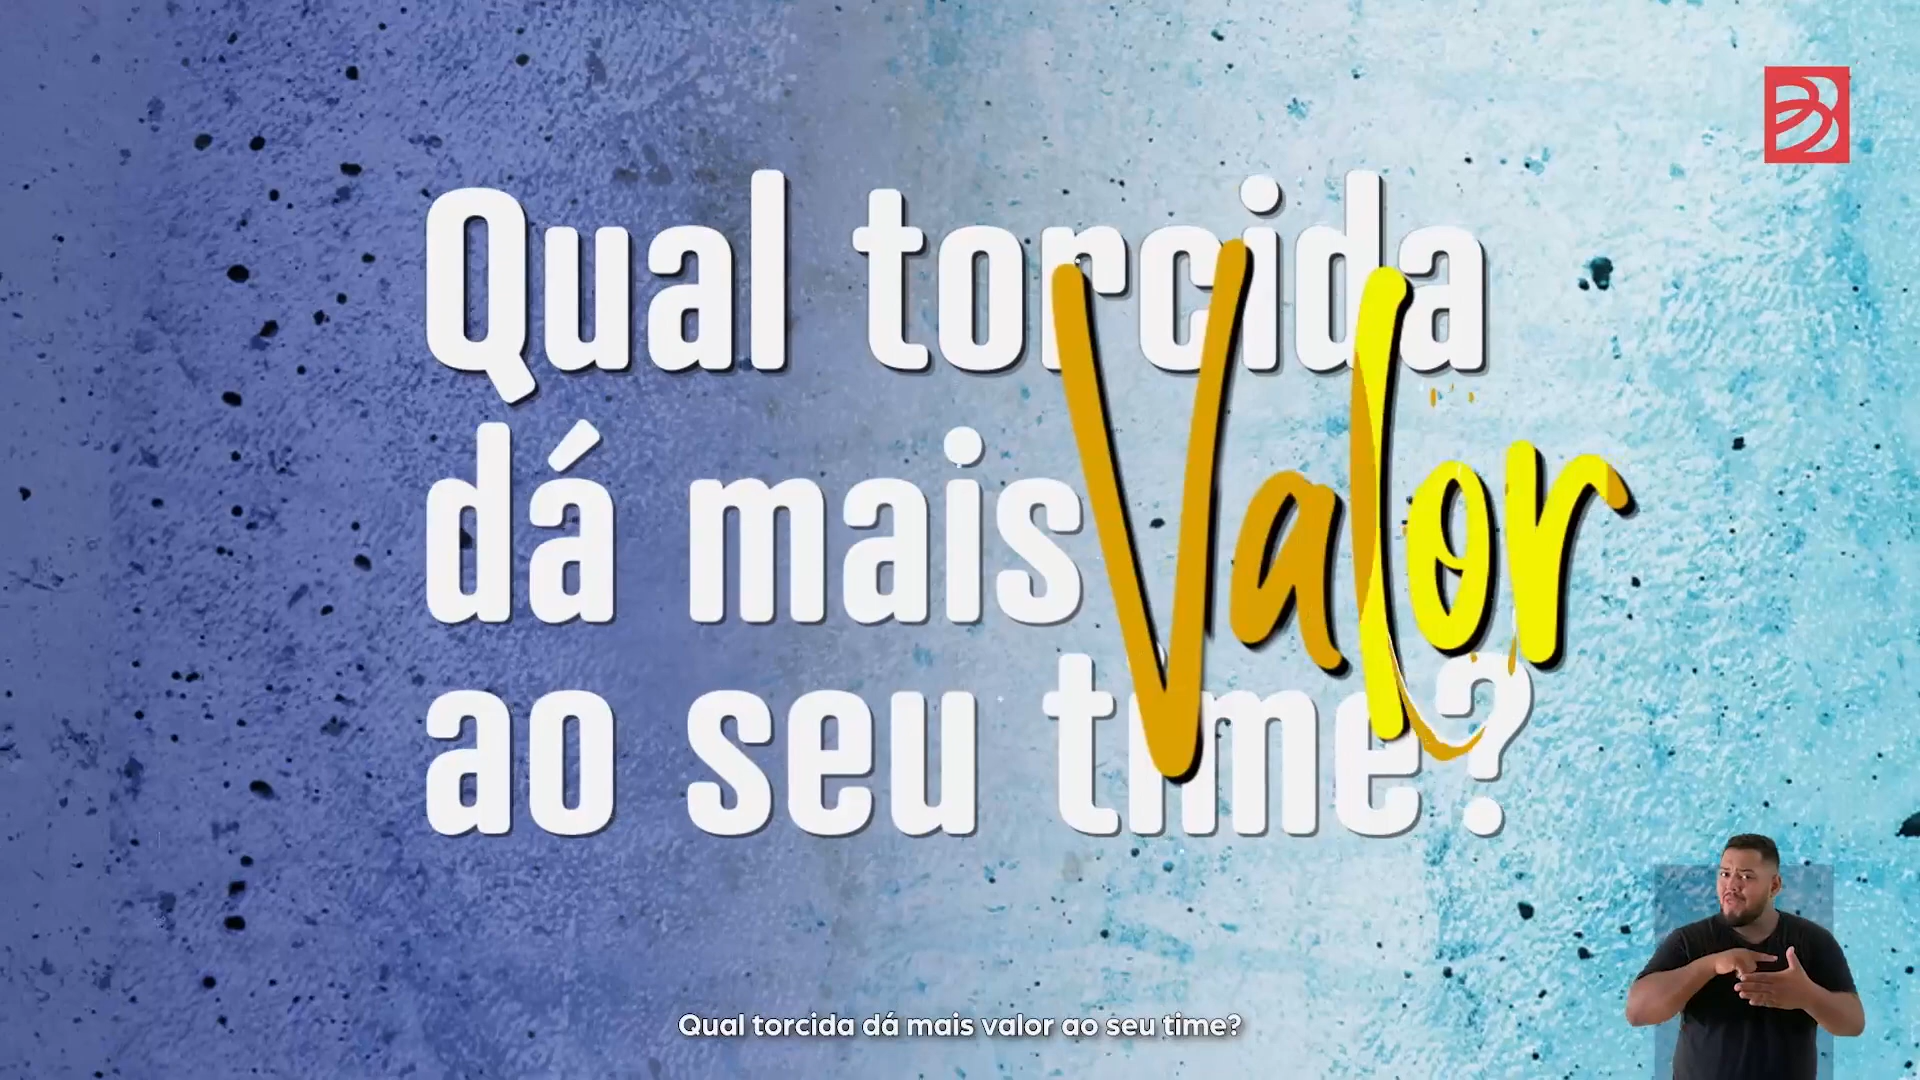 Qual torcida
dá mais Valor
ao seu time?
Qual torcida dá mais valor ao seu time?